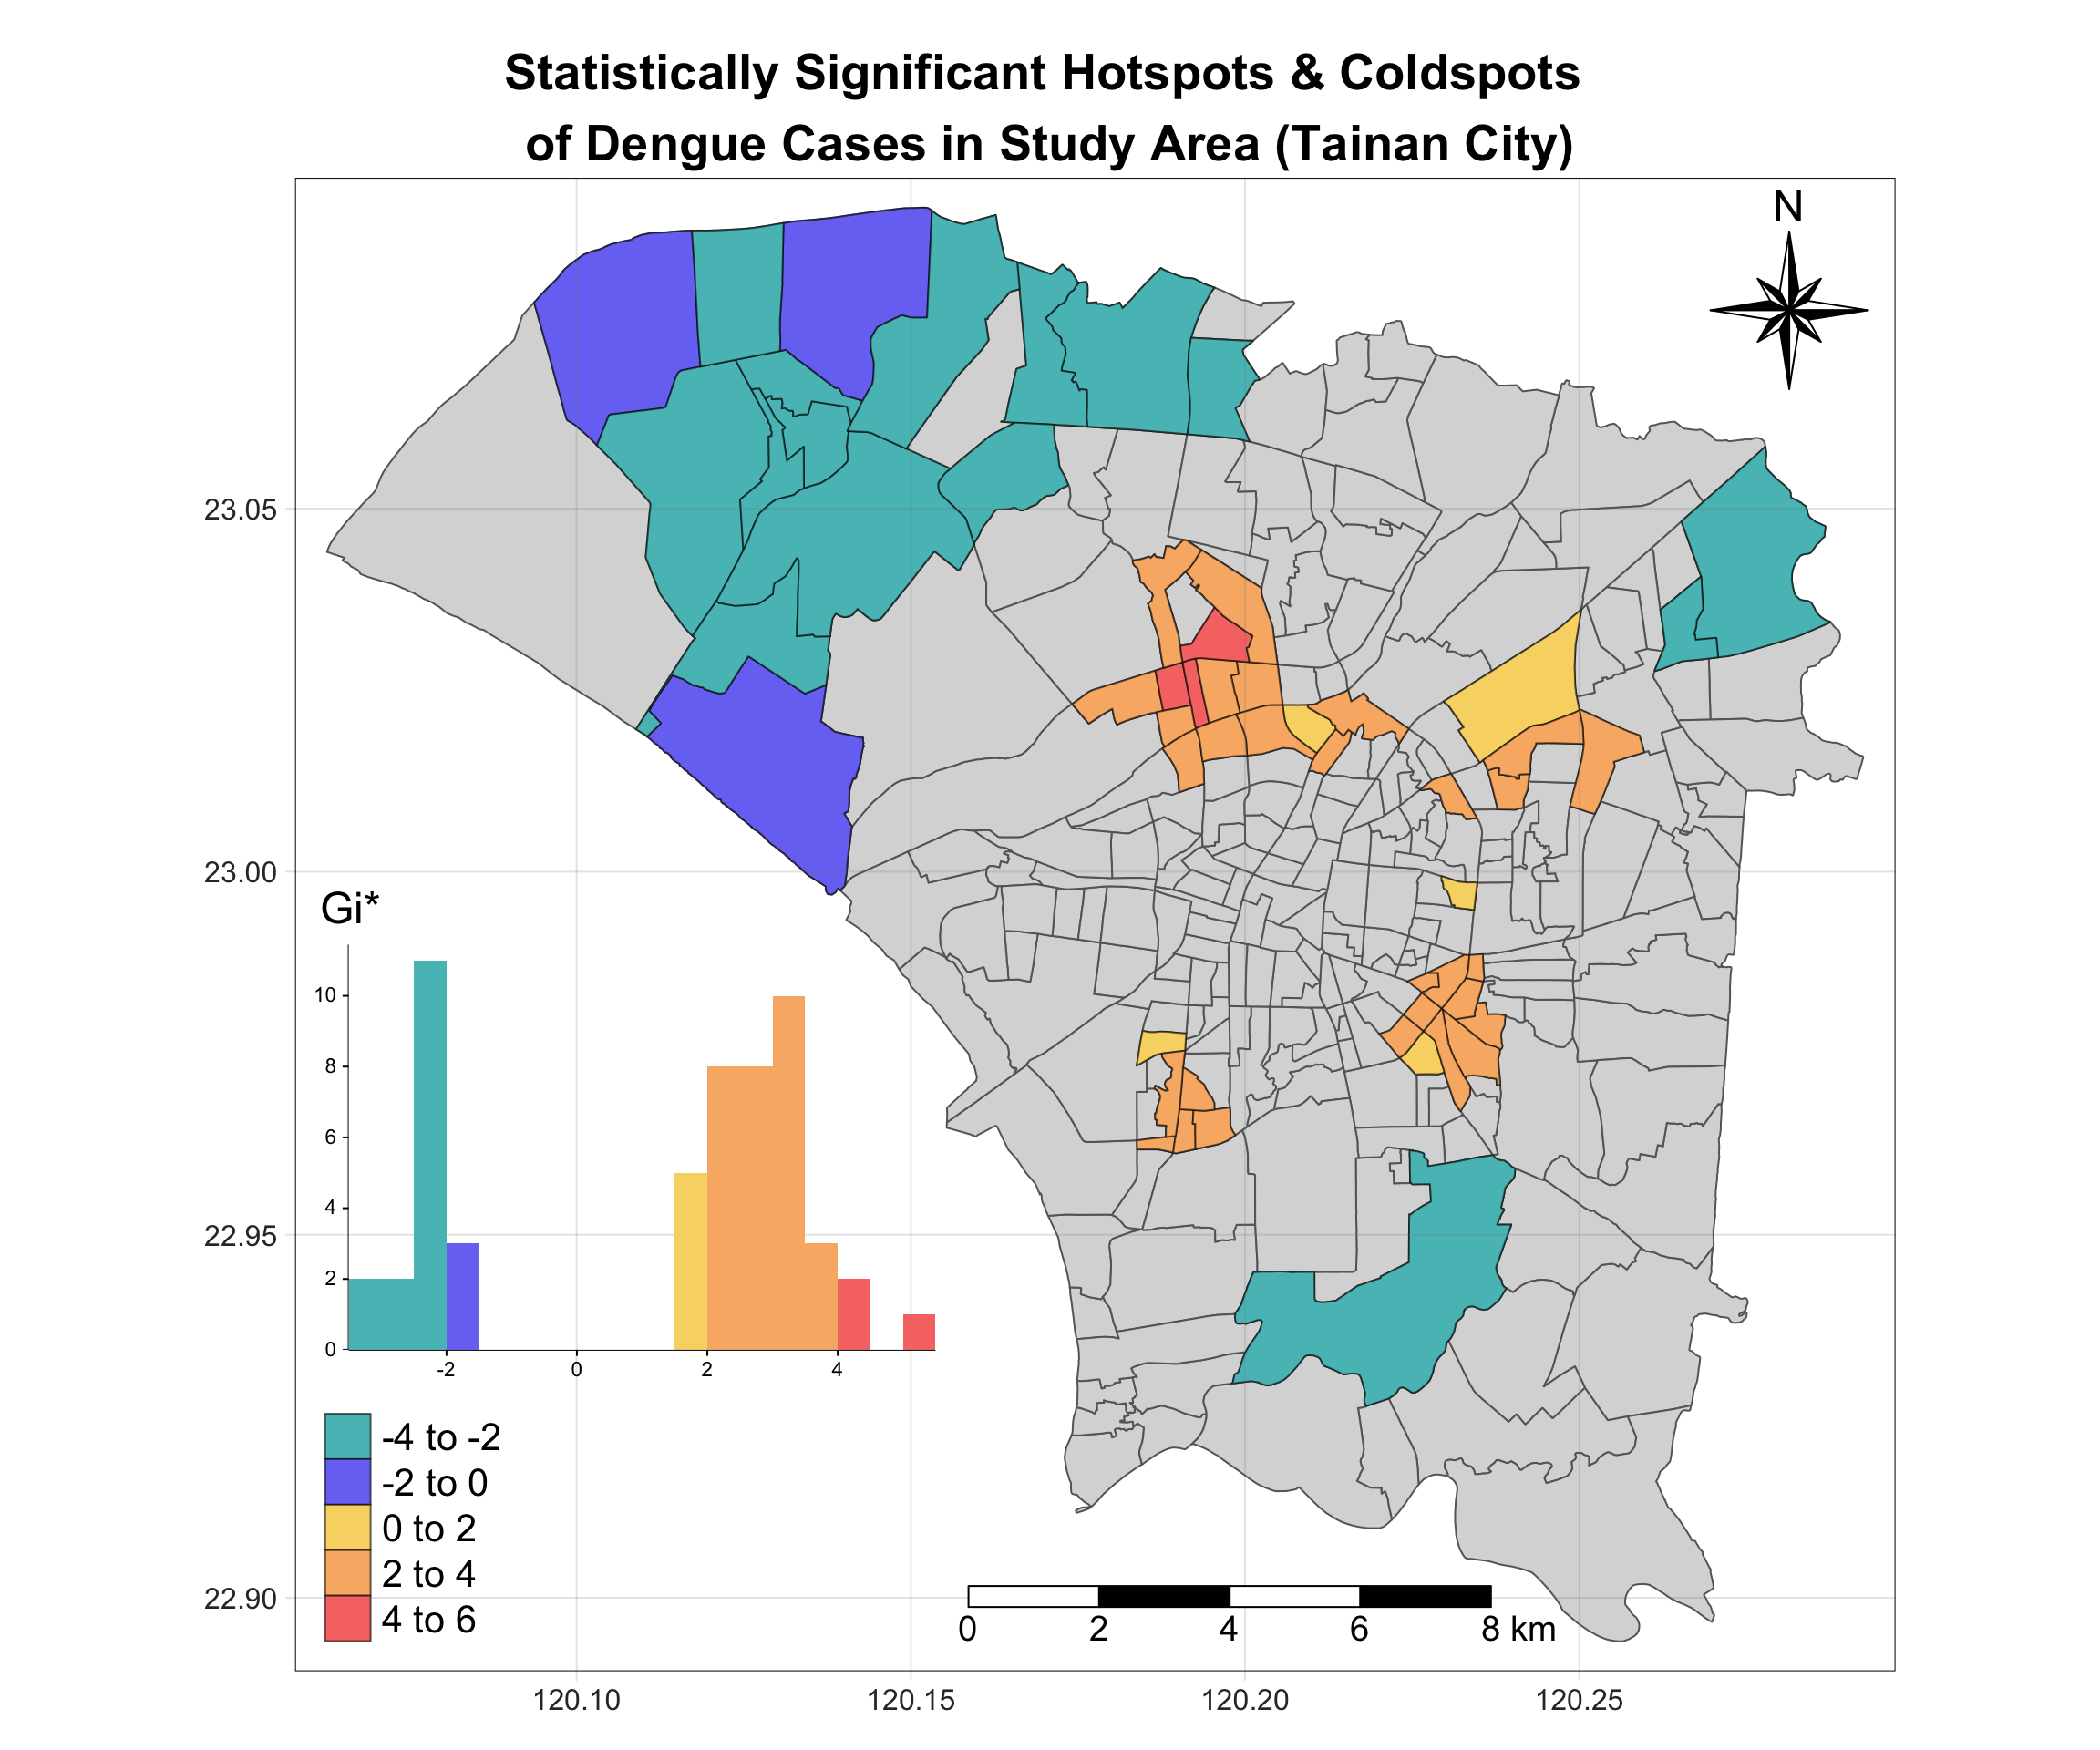 Statistically Significant Hotspots & Coldspots
of Dengue Cases in Study Area (Tainan City)
N
23.05
23.00
22.95
22.90
Gi*
10
8
6
4
2
0
-2 0 2 4
-4 to -2
-2 to 0
0 to 2
2 to 4
4 to 6
0 2 4 6 8 km
120.10 120.15 120.20 120.25